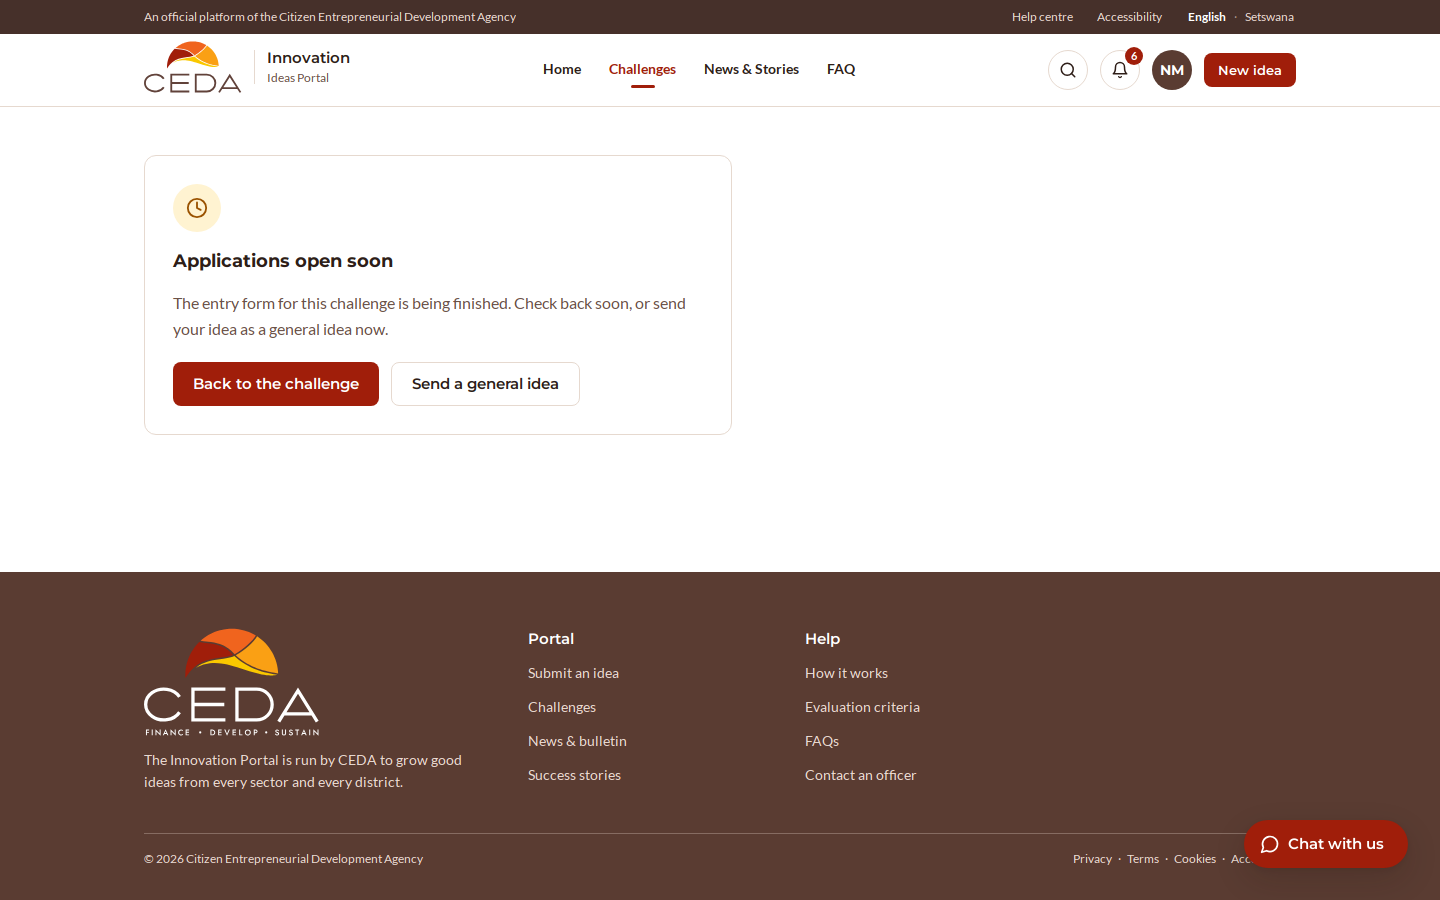 An official platform of the Citizen Entrepreneurial Development Agency
Help centre
Accessibility
English · Setswana
CEDA
Innovation
Ideas Portal
Home
Challenges
News & Stories
FAQ
6
NM
New idea
Applications open soon
The entry form for this challenge is being finished. Check back soon, or send
your idea as a general idea now.
Back to the challenge
Send a general idea
CEDA
FINANCE • DEVELOP • SUSTAIN
The Innovation Portal is run by CEDA to grow good
ideas from every sector and every district.
Portal
Submit an idea
Challenges
News & bulletin
Success stories
Help
How it works
Evaluation criteria
FAQs
Contact an officer
© 2026 Citizen Entrepreneurial Development Agency
Privacy · Terms · Cookies ·
Chat with us